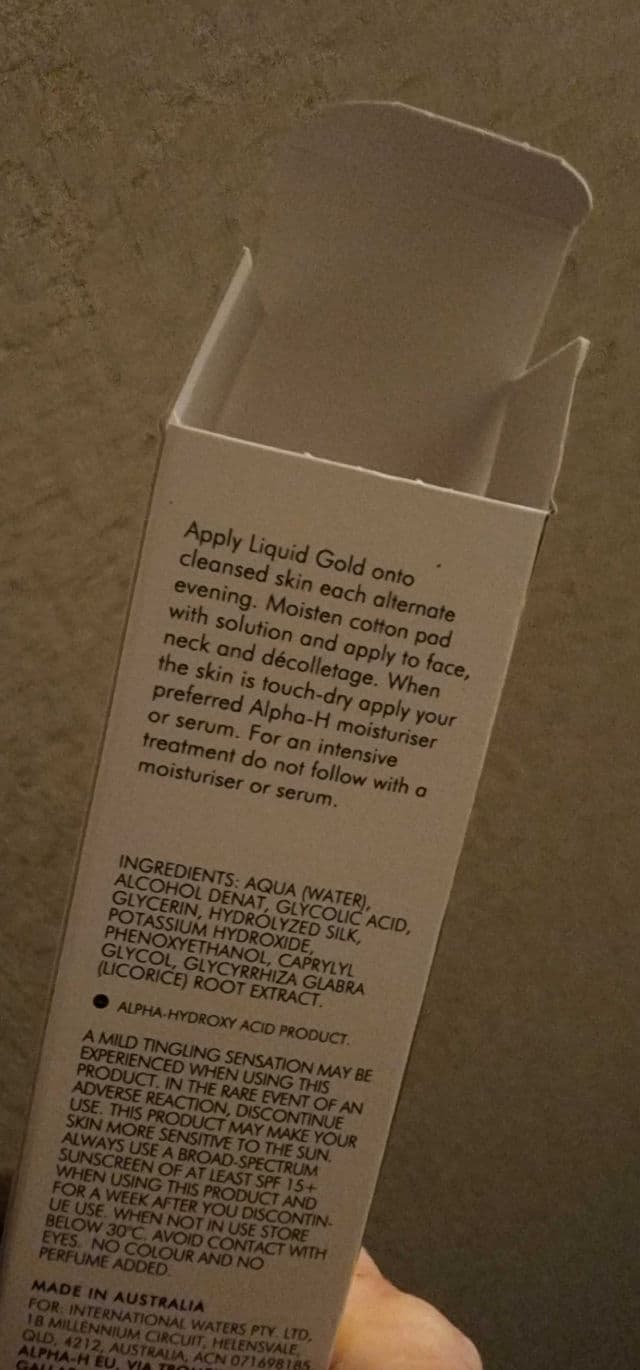 Apply Liquid Gold onto
cleansed skin each alternate
evening. Moisten cotton pad
with solution and apply to face,
neck and décolletage. When
the skin is touch-dry apply your
preferred Alpha-H moisturiser
or serum. For an intensive
treatment do not follow with a
moisturiser or serum.
INGREDIENTS: AQUA (WATER),
ALCOHOL DENAT, GLYCOLIC ACID,
GLYCERIN, HYDROLYZED SILK,
POTASSIUM HYDROXIDE,
PHENOXYETHANOL, CAPRYLYL
GLYCOL, GLYCYRRHIZA GLABRA
(LICORICE) ROOT EXTRACT.
ALPHA-HYDROXY ACID PRODUCT.
A MILD TINGLING SENSATION MAY BE
EXPERIENCED WHEN USING THIS
PRODUCT. IN THE RARE EVENT OF AN
ADVERSE REACTION, DISCONTINUE
USE. THIS PRODUCT MAY MAKE YOUR
SKIN MORE SENSITIVE TO THE SUN.
ALWAYS USE A BROAD-SPECTRUM
SUNSCREEN OF AT LEAST SPF 15+
WHEN USING THIS PRODUCT AND
FOR A WEEK AFTER YOU DISCONTIN-
UE USE. WHEN NOT IN USE STORE
BELOW 30°C. AVOID CONTACT WITH
EYES. NO COLOUR AND NO
PERFUME ADDED.
MADE IN AUSTRALIA
FOR: INTERNATIONAL WATERS PTY. LTD,
18 MILLENNIUM CIRCUIT, HELENSVALE,
QLD, 4212, AUSTRALIA, ACN 071698185
ALPHA-H EU, VIA